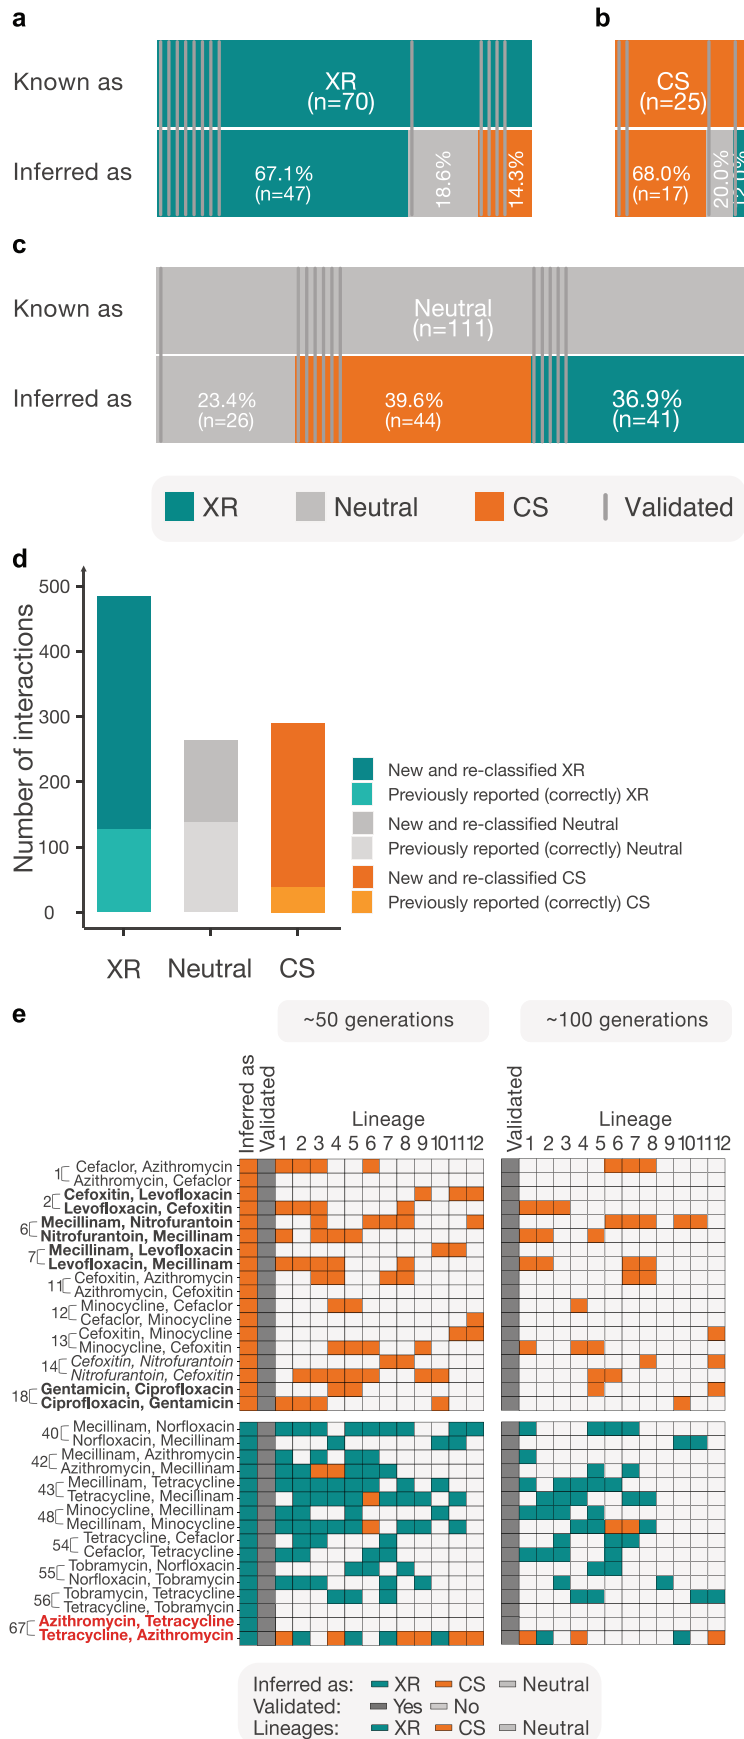 a
b
Known as
XR
(n=70)
CS
(n=25)
Inferred as
67.1%
(n=47)
18.6%
14.3%
68.0%
(n=17)
20.0%
12.0%
c
Known as
Neutral
(n=111)
Inferred as
23.4%
(n=26)
39.6%
(n=44)
36.9%
(n=41)
XR Neutral CS Validated
d
Number of interactions
500
400
300
200
100
0
XR Neutral CS
New and re-classified XR
Previously reported (correctly) XR
New and re-classified Neutral
Previously reported (correctly) Neutral
New and re-classified CS
Previously reported (correctly) CS
e
~50 generations ~100 generations
Inferred as
Validated
Lineage
1 2 3 4 5 6 7 8 9 10 11 12
Validated
Lineage
1 2 3 4 5 6 7 8 9 10 11 12
1
Cefaclor, Azithromycin
Azithromycin, Cefaclor
2
Cefoxitin, Levofloxacin
Levofloxacin, Cefoxitin
6
Mecillinam, Nitrofurantoin
Nitrofurantoin, Mecillinam
7
Mecillinam, Levofloxacin
Levofloxacin, Mecillinam
11
Cefoxitin, Azithromycin
Azithromycin, Cefoxitin
12
Minocycline, Cefaclor
Cefaclor, Minocycline
13
Cefoxitin, Minocycline
Minocycline, Cefoxitin
14
Cefoxitin, Nitrofurantoin
Nitrofurantoin, Cefoxitin
18
Gentamicin, Ciprofloxacin
Ciprofloxacin, Gentamicin
40
Mecillinam, Norfloxacin
Norfloxacin, Mecillinam
42
Mecillinam, Azithromycin
Azithromycin, Mecillinam
43
Mecillinam, Tetracycline
Tetracycline, Mecillinam
48
Minocycline, Mecillinam
Mecillinam, Minocycline
54
Tetracycline, Cefaclor
Cefaclor, Tetracycline
55
Tobramycin, Norfloxacin
Norfloxacin, Tobramycin
56
Tobramycin, Tetracycline
Tetracycline, Tobramycin
67
Azithromycin, Tetracycline
Tetracycline, Azithromycin
Inferred as: XR CS Neutral
Validated: Yes No
Lineages: XR CS Neutral